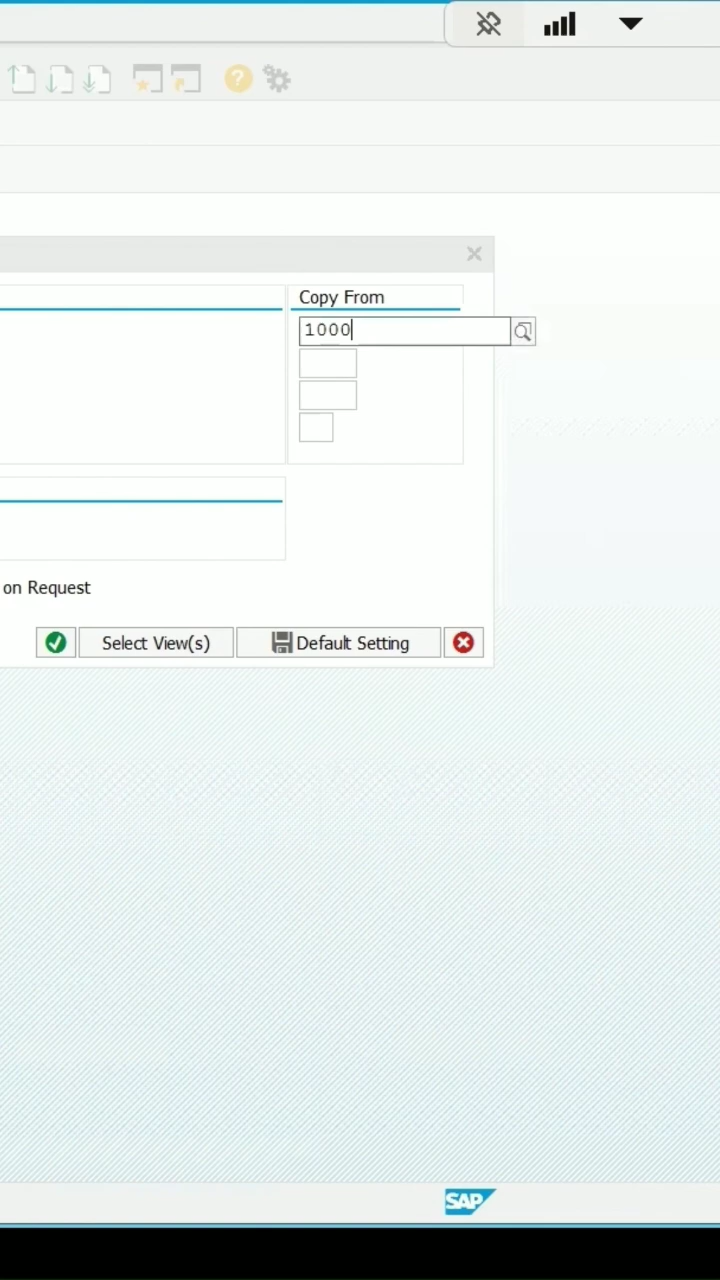 Copy From
1000
on Request
Select View(s)
Default Setting
SAP